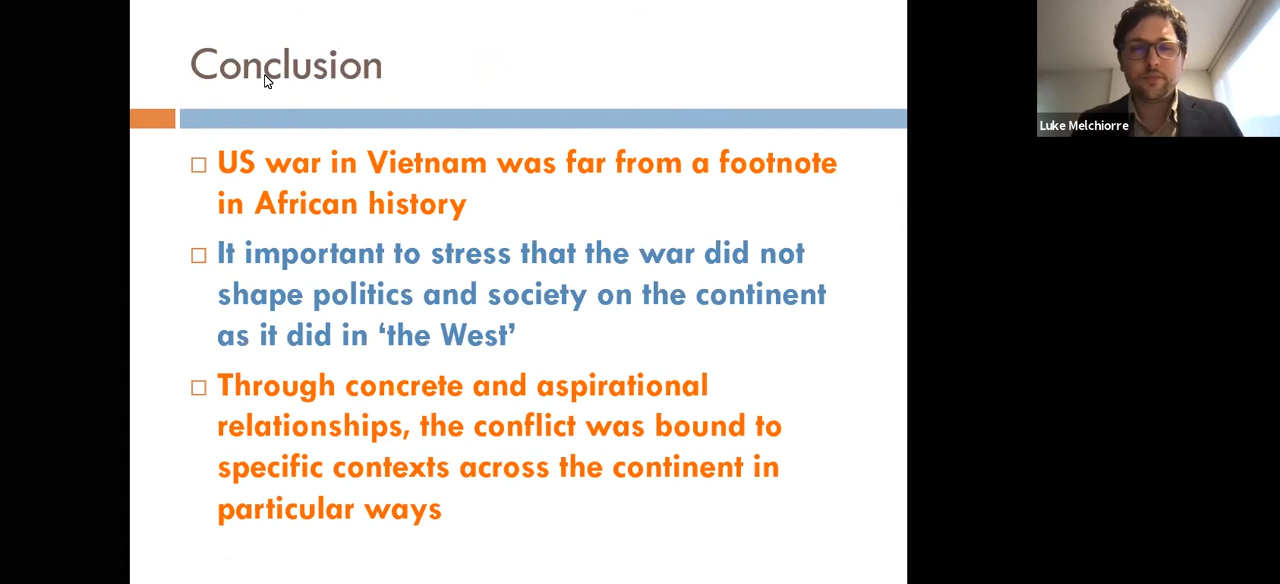 Conclusion
US war in Vietnam was far from a footnote
in African history
It important to stress that the war did not
shape politics and society on the continent
as it did in ‘the West’
Through concrete and aspirational
relationships, the conflict was bound to
specific contexts across the continent in
particular ways
Luke Melchiorre